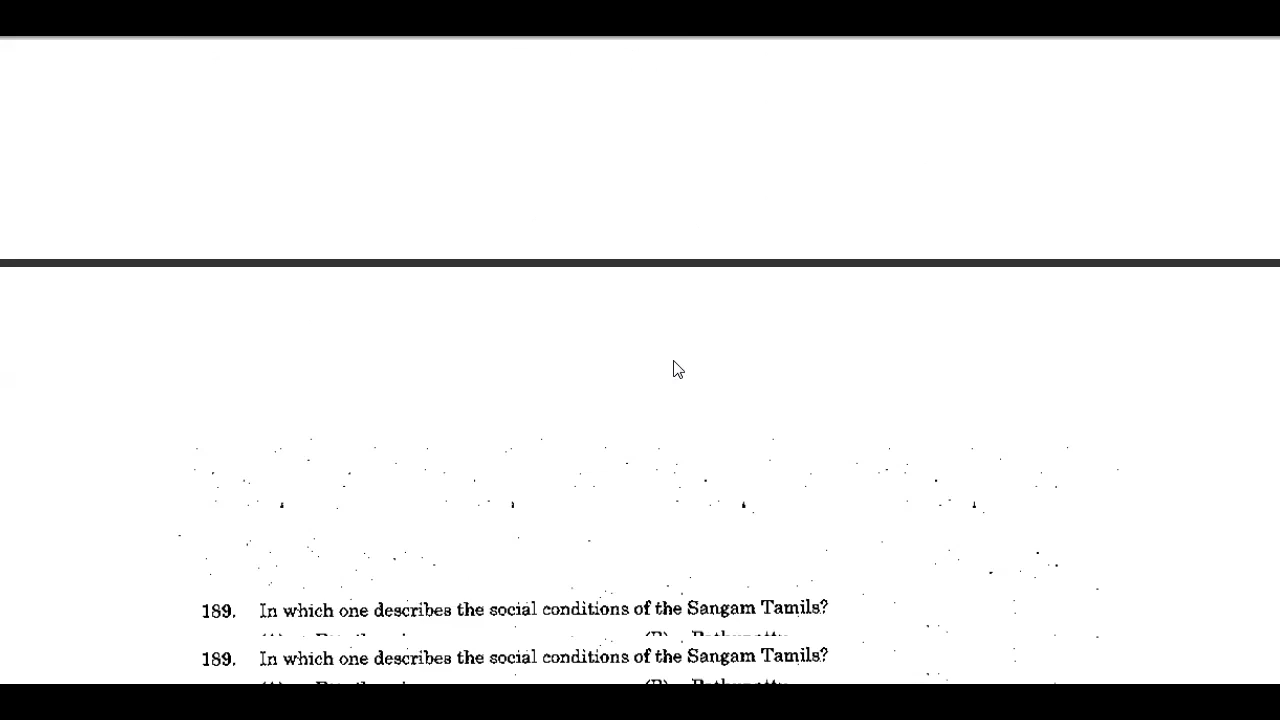 189. In which one describes the social conditions of the Sangam Tamils?
189. In which one describes the social conditions of the Sangam Tamils?